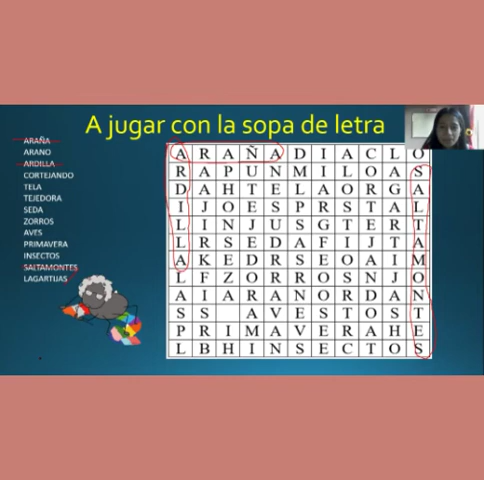 A jugar con la sopa de letra
ARAÑA
ARANO
ARDILLA
CORTEJANDO
TELA
TEJEDORA
SEDA
ZORROS
AVES
PRIMAVERA
INSECTOS
SALTAMONTES
LAGARTIJAS
A R A Ñ A D I A C L O
R A P U N M I L O A S
D A H T E L A O R G A
I J O E S P R S T A L
L I N J U S G T E R T
L R S E D A F I J T A
A K E D R S E O A I M
L F Z O R R O S N J O
A I A R A N O R D A N
S S A V E S T O S T
P R I M A V E R A H E
L B H I N S E C T O S